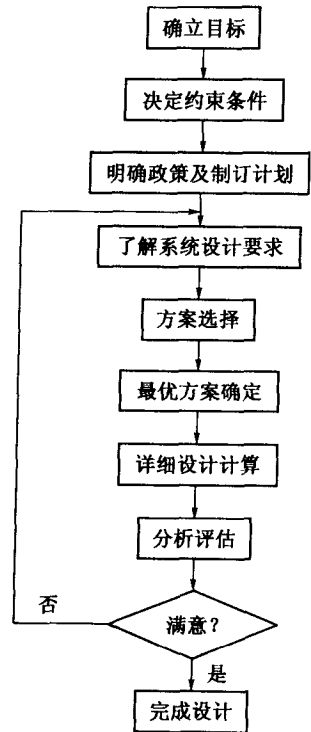 确立目标
决定约束条件
明确政策及制订计划
了解系统设计要求
方案选择
最优方案确定
详细设计计算
分析评估
否
满意？
是
完成设计